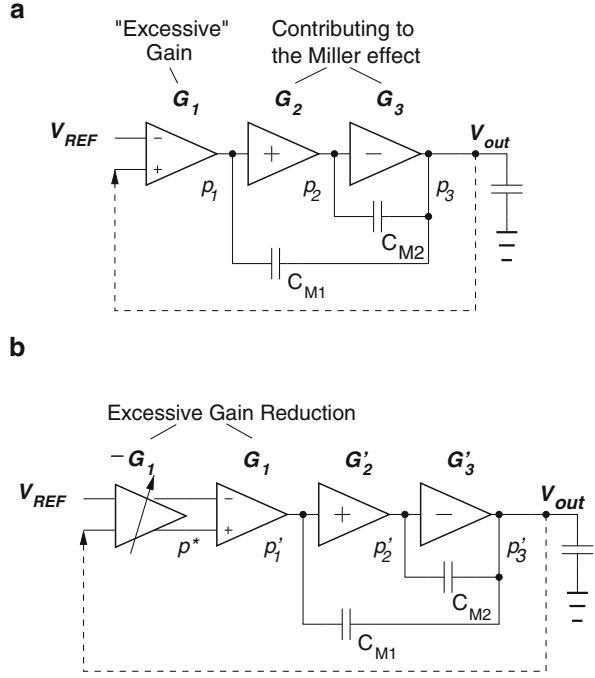 a
"Excessive" Gain
Contributing to
the Miller effect
G1 G2 G3
VREF
− + + −
Vout
p1 p2 p3
CM2
CM1
b
Excessive Gain Reduction
−G1 G1 G'2 G'3
VREF
− + + −
Vout
p* p'1 p'2 p'3
CM2
CM1